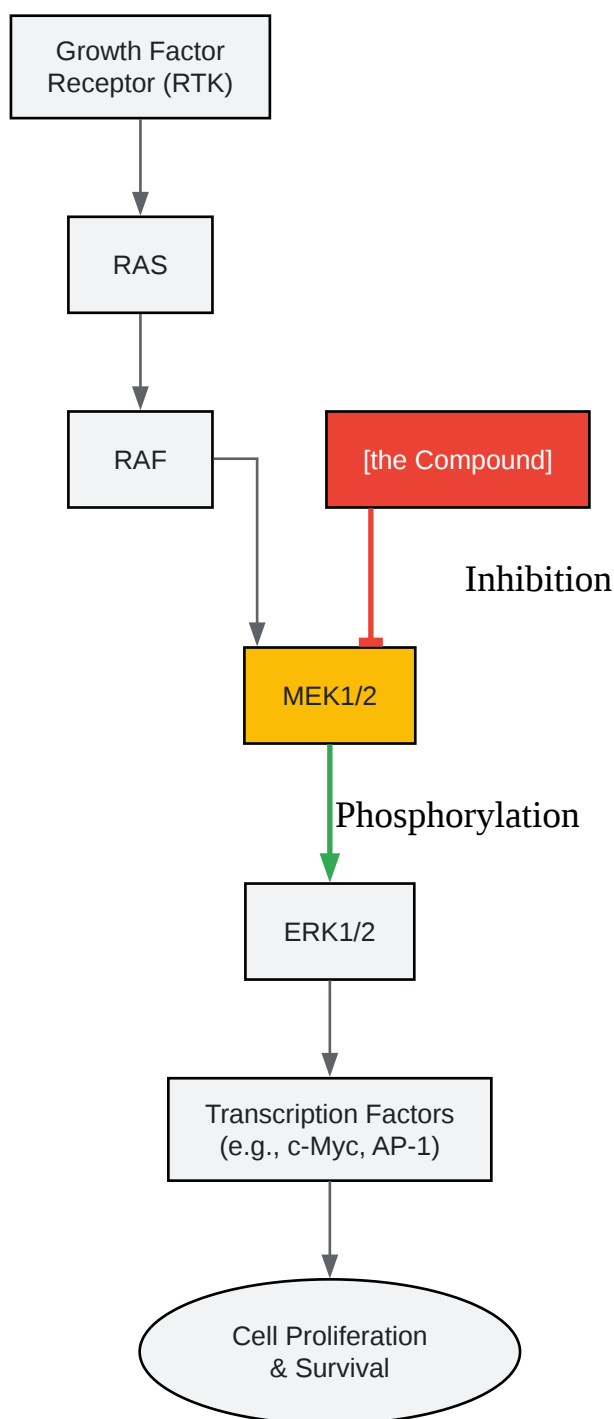 Growth Factor
Receptor (RTK)
RAS
RAF
[the Compound]
Inhibition
MEK1/2
Phosphorylation
ERK1/2
Transcription Factors
(e.g., c-Myc, AP-1)
Cell Proliferation
& Survival